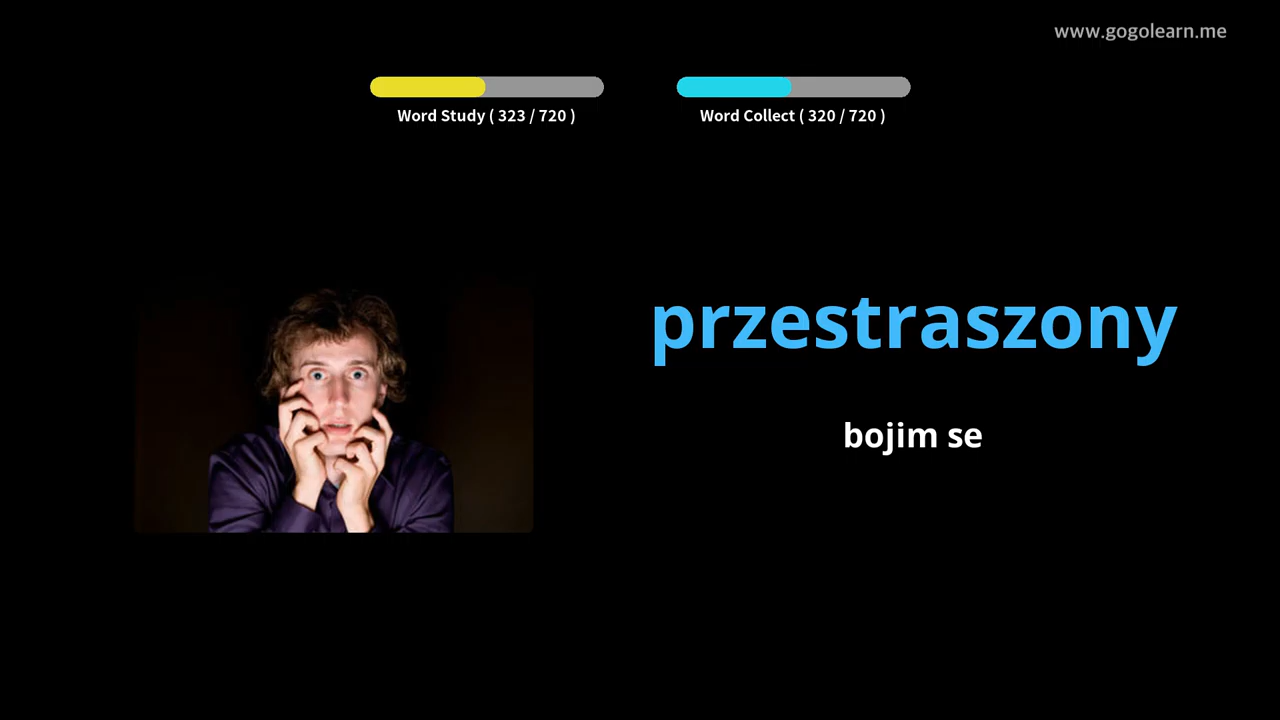 www.gogolearn.me
Word Study ( 323 / 720 )
Word Collect ( 320 / 720 )
przestraszony
bojim se